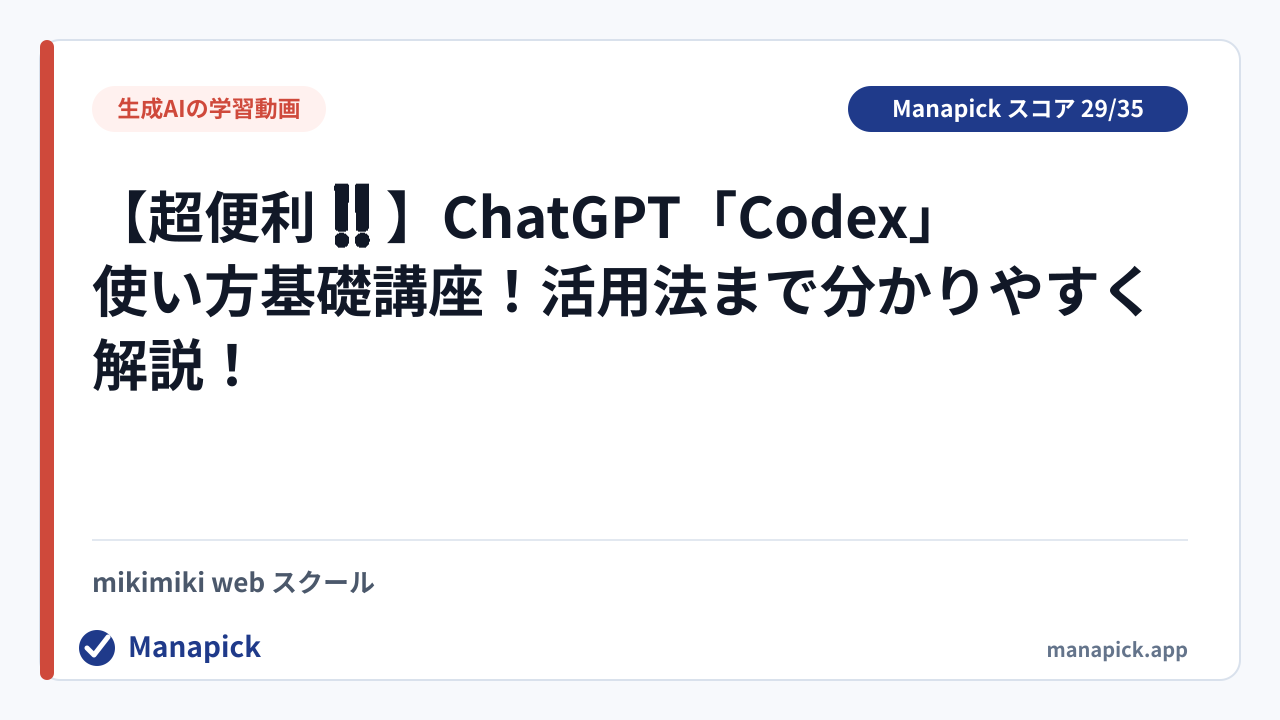 生成AIの学習動画
Manapick スコア 29/35
【超便利‼】ChatGPT「Codex」
使い方基礎講座！活用法まで分かりやすく
解説！
mikimiki web スクール
Manapick
manapick.app